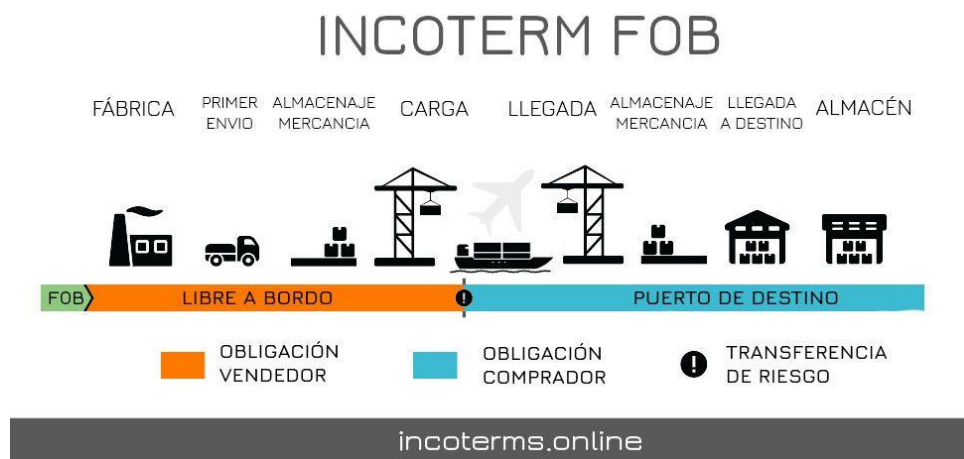 INCOTERM FOB
FÁBRICA
PRIMER
ENVIO
ALMACENAJE
MERCANCIA
CARGA
LLEGADA
ALMACENAJE
MERCANCIA
LLEGADA
A DESTINO
ALMACÉN
FOB
LIBRE A BORDO
PUERTO DE DESTINO
OBLIGACIÓN
VENDEDOR
OBLIGACIÓN
COMPRADOR
TRANSFERENCIA
DE RIESGO
incoterms.online